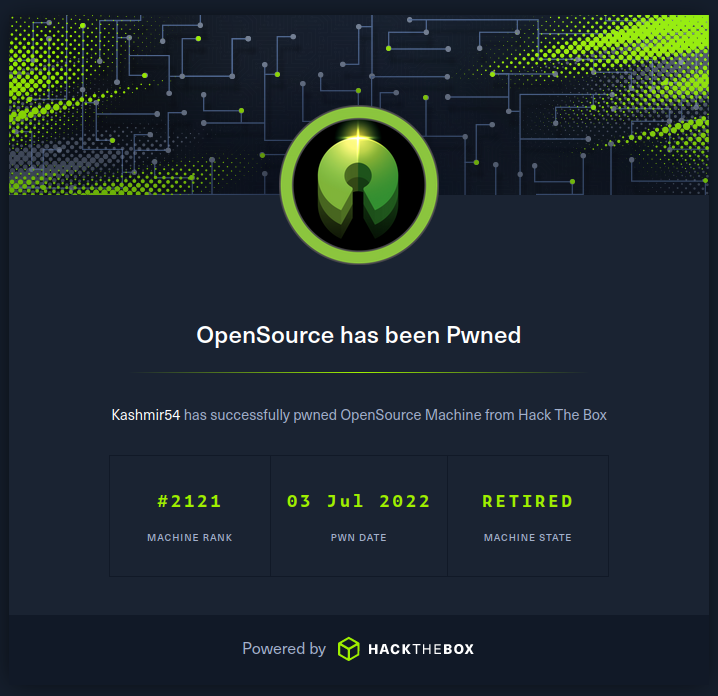 OpenSource has been Pwned
Kashmir54 has successfully pwned OpenSource Machine from Hack The Box
#2121 03 Jul 2022 RETIRED
MACHINE RANK PWN DATE MACHINE STATE
Powered by HACKTHEBOX